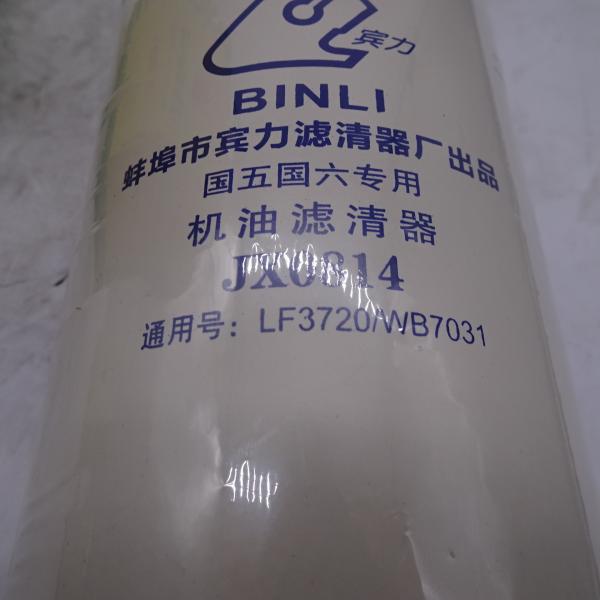 宾力
BINLI
蚌埠市宾力滤清器厂出品
国五国六专用
机油滤清器
JX0814
通用号：LF3720/WB7031